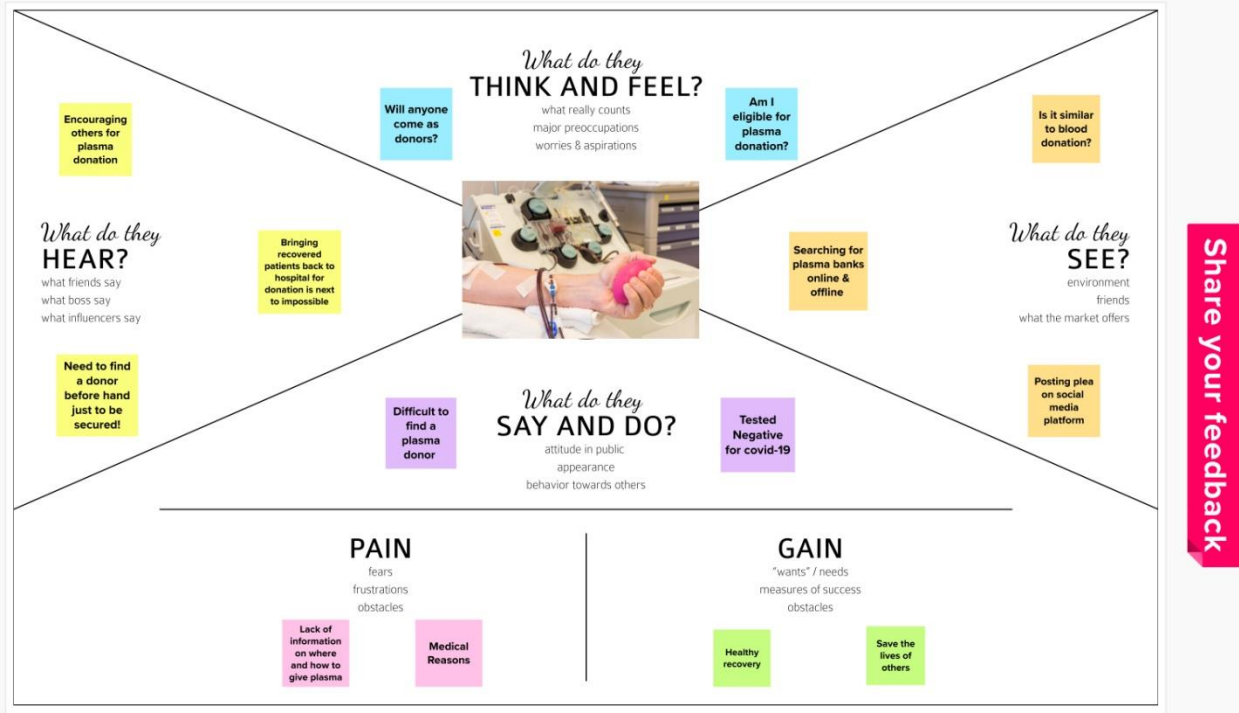 What do they
THINK AND FEEL?
what really counts
major preoccupations
worries & aspirations
Will anyone
come as
donors?
Am I
eligible for
plasma
donation?
Encouraging
others for
plasma
donation
What do they
HEAR?
what friends say
what boss say
what influencers say
Bringing
recovered
patients back to
hospital for
donation is next
to impossible
Need to find
a donor
before hand
just to be
secured!
Is it similar
to blood
donation?
Searching for
plasma banks
online &
offline
What do they
SEE?
environment
friends
what the market offers
Posting plea
on social
media
platform
What do they
SAY AND DO?
attitude in public
appearance
behavior towards others
Difficult to
find a
plasma
donor
Tested
Negative
for covid-19
PAIN
fears
frustrations
obstacles
Lack of
information
on where
and how to
give plasma
Medical
Reasons
GAIN
"wants" / needs
measures of success
obstacles
Healthy
recovery
Save the
lives of
others
Share your feedback